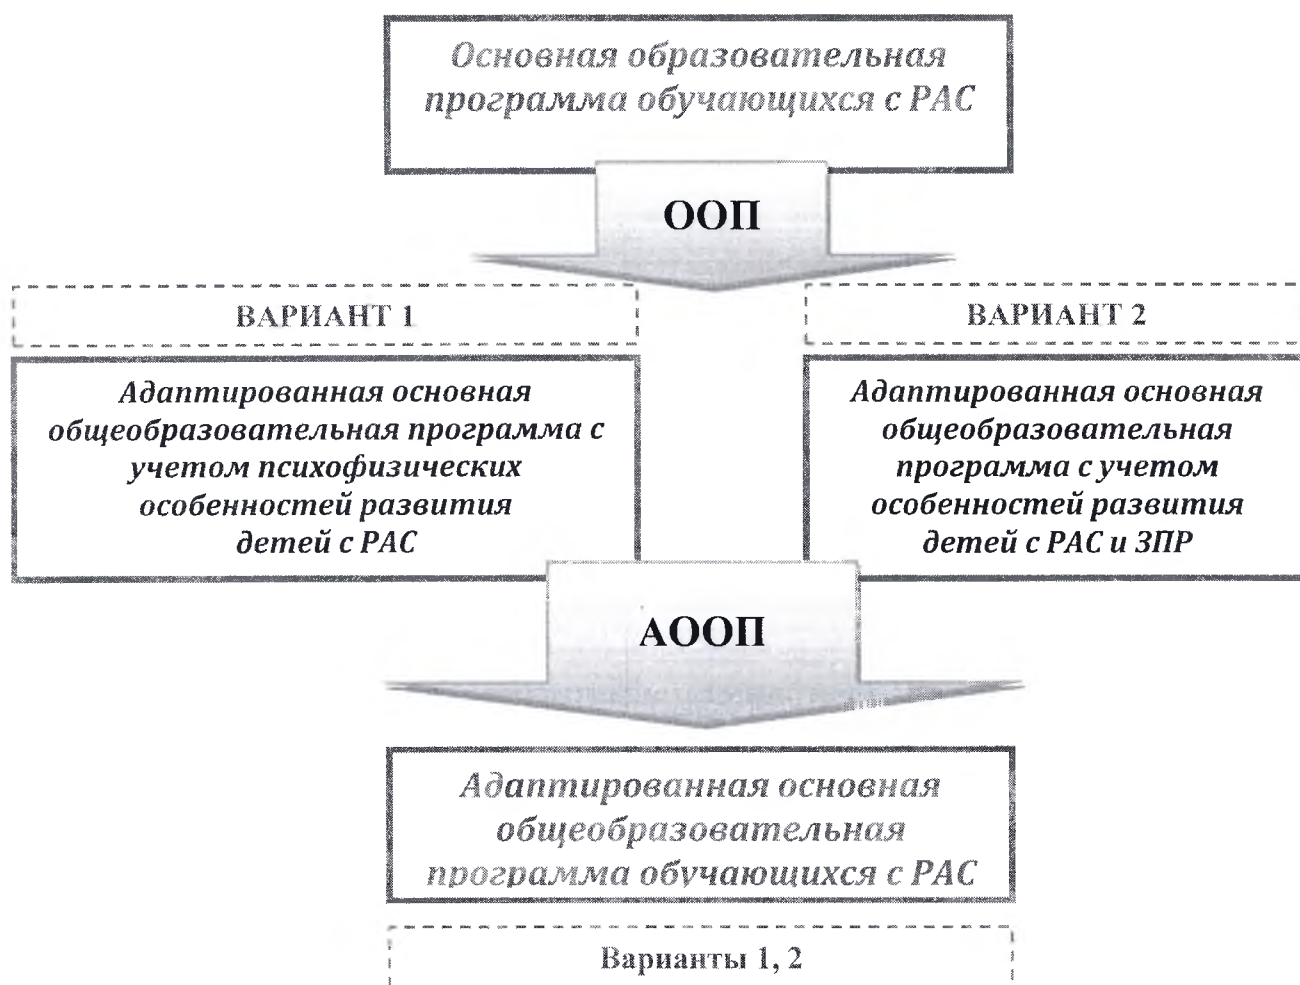 Основная образовательная
программа обучающихся с РАС
ООП
ВАРИАНТ 1
Адаптированная основная
общеобразовательная программа с
учетом психофизических
особенностей развития
детей с РАС
ВАРИАНТ 2
Адаптированная основная
общеобразовательная
программа с учетом
особенностей развития
детей с РАС и ЗПР
АООП
Адаптированная основная
общеобразовательная
программа обучающихся с РАС
Варианты 1, 2